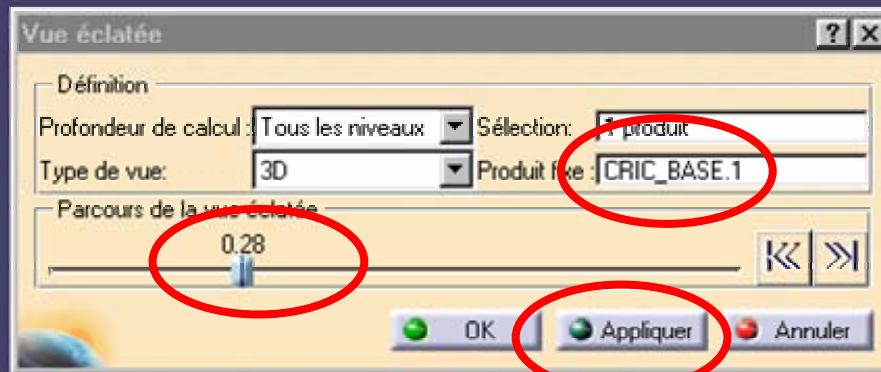 Vue éclatée
Définition
Profondeur de calcul : Tous les niveaux Sélection: 1 produit
Type de vue: 3D Produit fixe : CRIC_BASE.1
Parcours de la vue éclatée
0.28
OK Appliquer Annuler